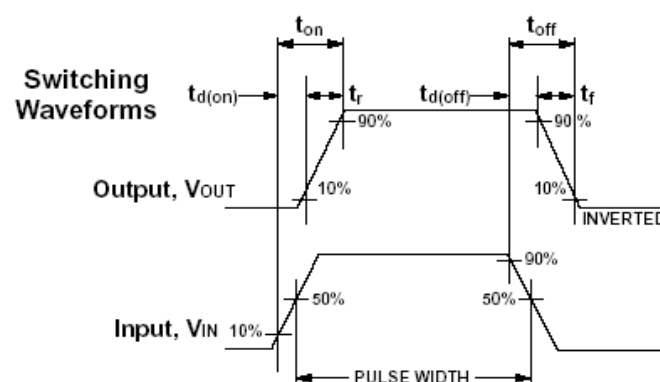 ton
toff
Switching
Waveforms
td(on)
tr
td(off)
tf
90%
90%
Output, VOUT
10%
10%
INVERTED
90%
50%
50%
Input, VIN
10%
PULSE WIDTH